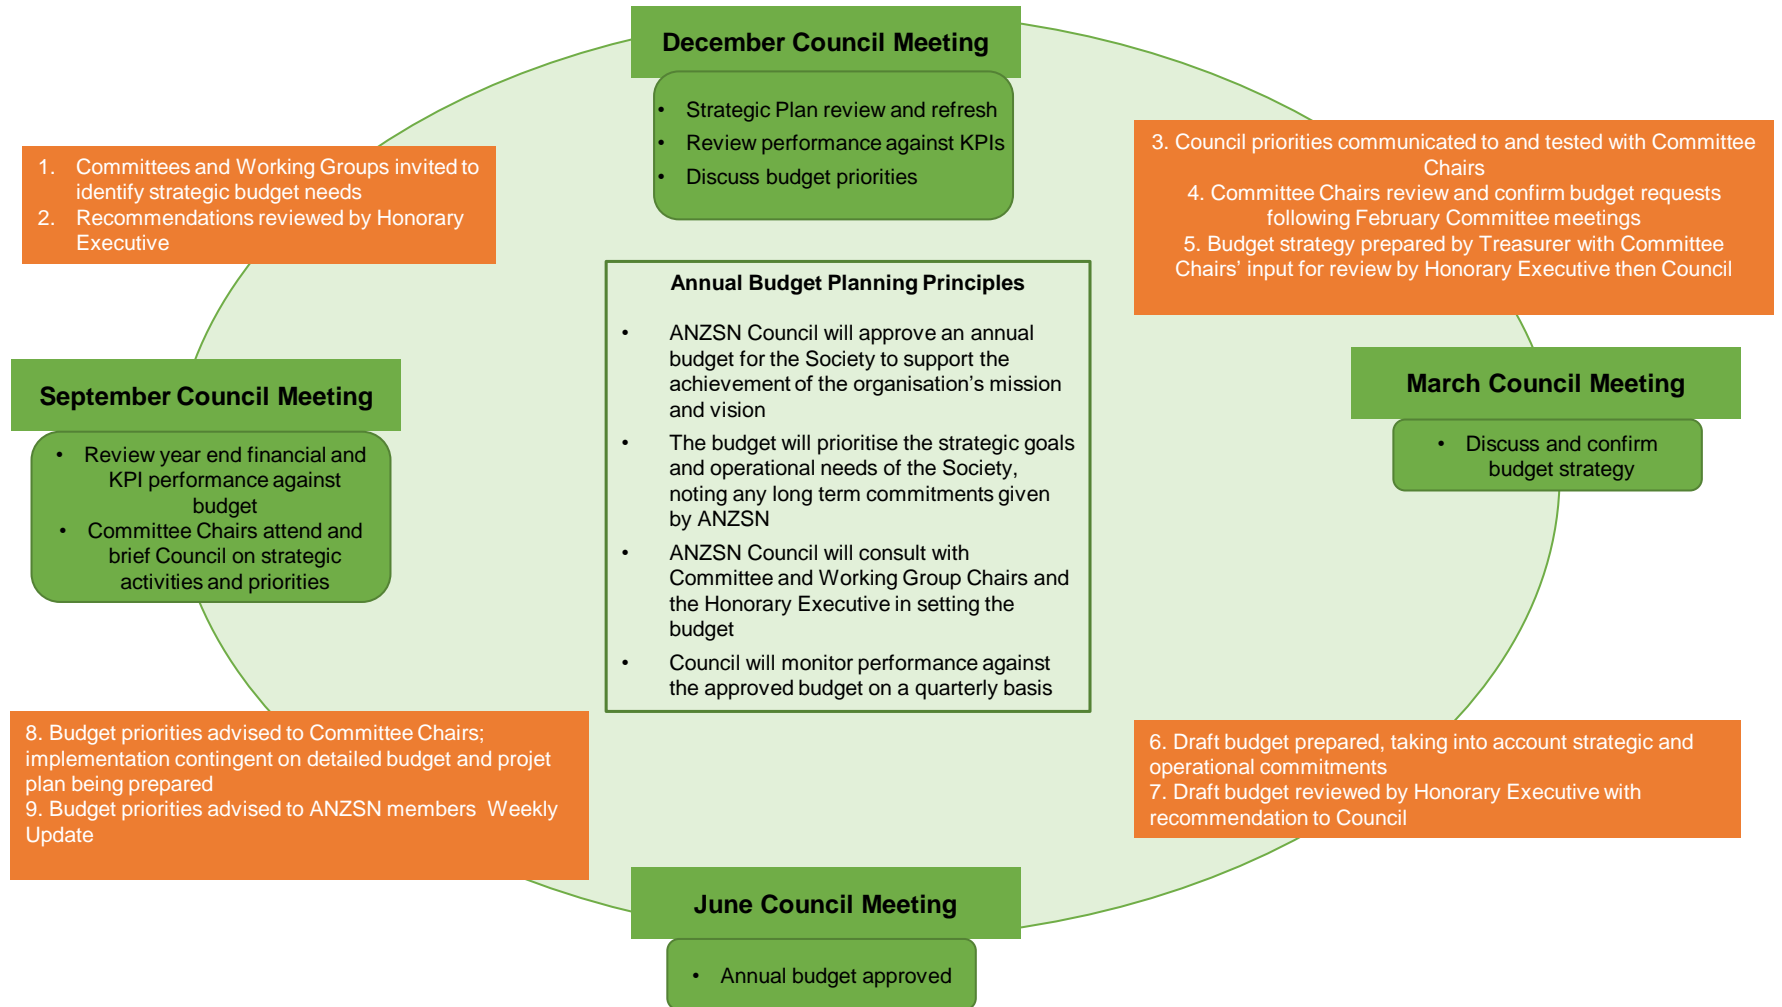 December Council Meeting
• Strategic Plan review and refresh
• Review performance against KPIs
• Discuss budget priorities
1. Committees and Working Groups invited to
identify strategic budget needs
2. Recommendations reviewed by Honorary
Executive
3. Council priorities communicated to and tested with Committee
Chairs
4. Committee Chairs review and confirm budget requests
following February Committee meetings
5. Budget strategy prepared by Treasurer with Committee
Chairs’ input for review by Honorary Executive then Council
Annual Budget Planning Principles
• ANZSN Council will approve an annual
budget for the Society to support the
achievement of the organisation’s mission
and vision
• The budget will prioritise the strategic goals
and operational needs of the Society,
noting any long term commitments given
by ANZSN
• ANZSN Council will consult with
Committee and Working Group Chairs and
the Honorary Executive in setting the
budget
• Council will monitor performance against
the approved budget on a quarterly basis
September Council Meeting
• Review year end financial and
KPI performance against
budget
• Committee Chairs attend and
brief Council on strategic
activities and priorities
March Council Meeting
• Discuss and confirm
budget strategy
8. Budget priorities advised to Committee Chairs;
implementation contingent on detailed budget and projet
plan being prepared
9. Budget priorities advised to ANZSN members Weekly
Update
6. Draft budget prepared, taking into account strategic and
operational commitments
7. Draft budget reviewed by Honorary Executive with
recommendation to Council
June Council Meeting
• Annual budget approved